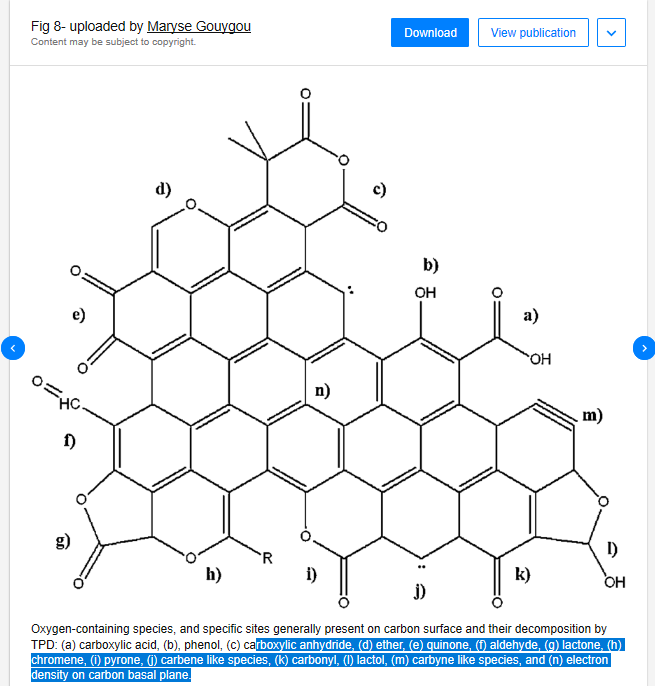 Fig 8- uploaded by Maryse Gouygou
Content may be subject to copyright.
Download
View publication
O
O
d)
c)
O
O
b)
O
OH
O
e)
a)
O
OH
O
n)
HC
m)
f)
O
O
g)
O
l)
O
h)
R
i)
k)
O
O
j)
O
OH
Oxygen-containing species, and specific sites generally present on carbon surface and their decomposition by
TPD: (a) carboxylic acid, (b), phenol, (c) carboxylic anhydride, (d) ether, (e) quinone, (f) aldehyde, (g) lactone, (h)
chromene, (i) pyrone, (j) carbene like species, (k) carbonyl, (l) lactol, (m) carbyne like species, and (n) electron
density on carbon basal plane.